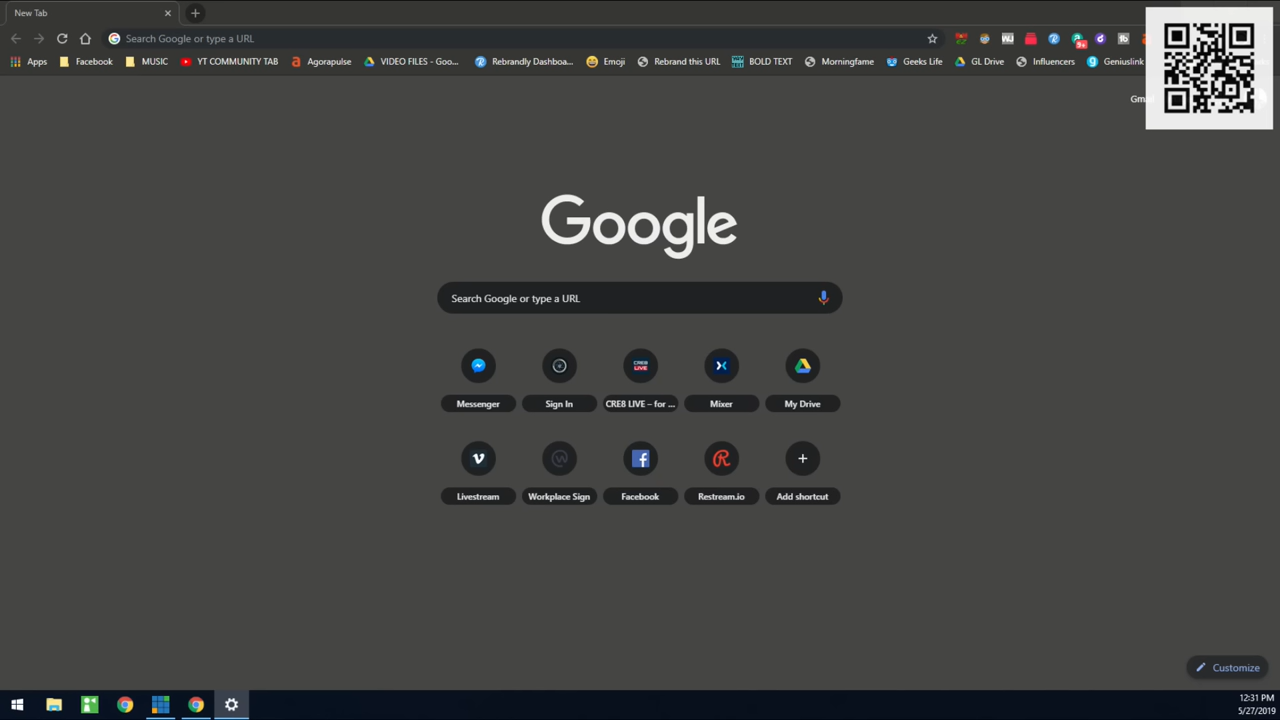 New Tab
Search Google or type a URL
Apps Facebook MUSIC YT COMMUNITY TAB Agorapulse VIDEO FILES - Goo... Rebrandly Dashboa... Emoji Rebrand this URL BOLD TEXT Morningfame Geeks Life GL Drive Influencers Geniuslink
9+
Google
Search Google or type a URL
Messenger Sign In CRE8 LIVE – for ... Mixer My Drive
Livestream Workplace Sign Facebook Restream.io Add shortcut
Customize
12:31 PM
5/27/2019